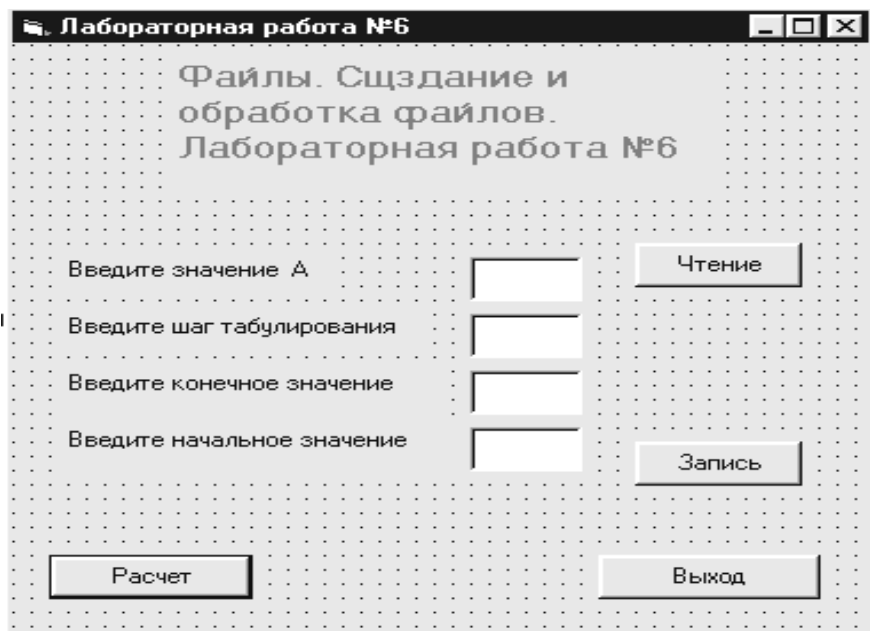 Лабораторная работа №6
Файлы. Сщздание и
обработка файлов.
Лабораторная работа №6
Введите значение А
Чтение
Введите шаг табулирования
Введите конечное значение
Введите начальное значение
Запись
Расчет
Выход